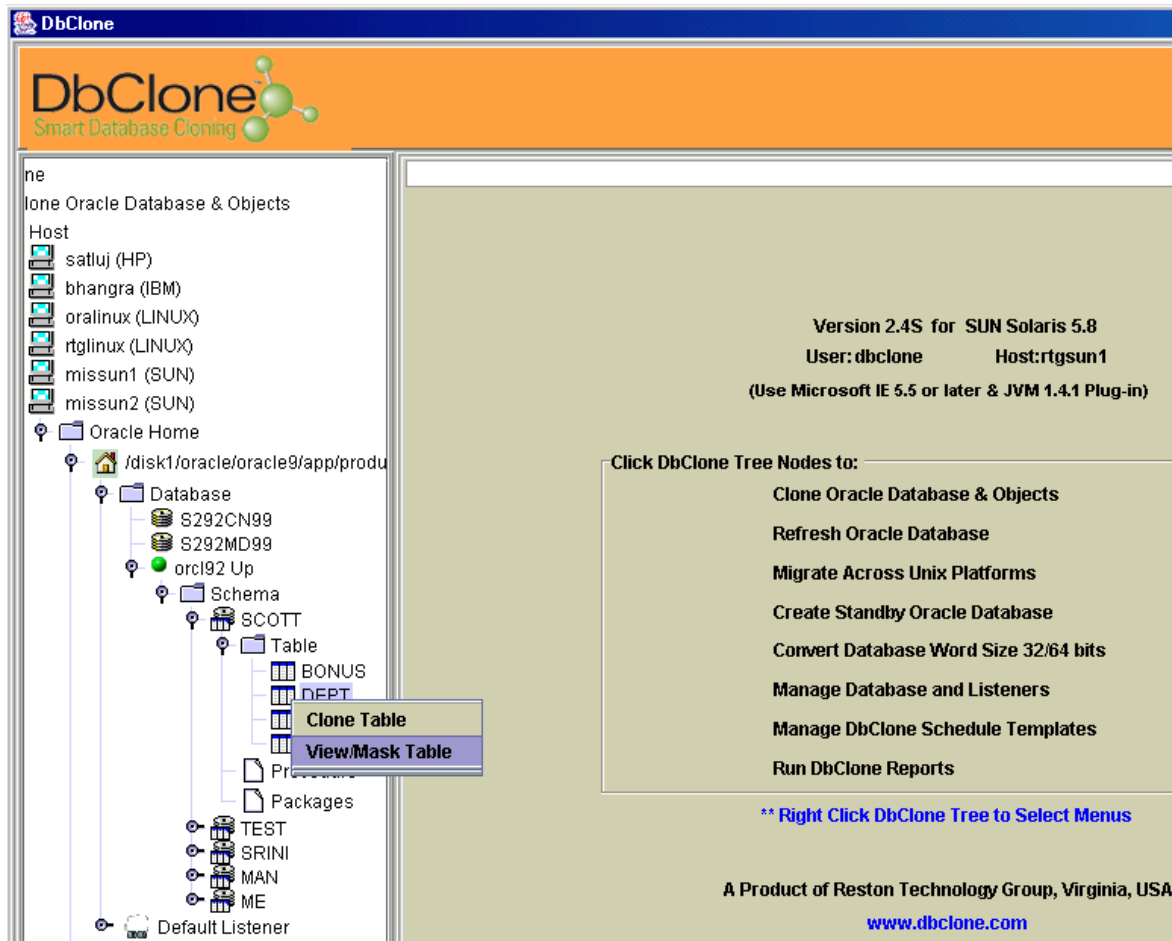 DbClone
DbClone™
Smart Database Cloning
ne
lone Oracle Database & Objects
Host
satluj (HP)
bhangra (IBM)
oralinux (LINUX)
rtglinux (LINUX)
missun1 (SUN)
missun2 (SUN)
Oracle Home
/disk1/oracle/oracle9/app/produ
Database
S292CN99
S292MD99
orcl92 Up
Schema
SCOTT
Table
BONUS
DEPT
Clone Table
View/Mask Table
Packages
TEST
SRINI
MAN
ME
Default Listener
Version 2.4S for SUN Solaris 5.8
User: dbclone Host:rtgsun1
(Use Microsoft IE 5.5 or later & JVM 1.4.1 Plug-in)
Click DbClone Tree Nodes to:
Clone Oracle Database & Objects
Refresh Oracle Database
Migrate Across Unix Platforms
Create Standby Oracle Database
Convert Database Word Size 32/64 bits
Manage Database and Listeners
Manage DbClone Schedule Templates
Run DbClone Reports
** Right Click DbClone Tree to Select Menus
A Product of Reston Technology Group, Virginia, USA
www.dbclone.com